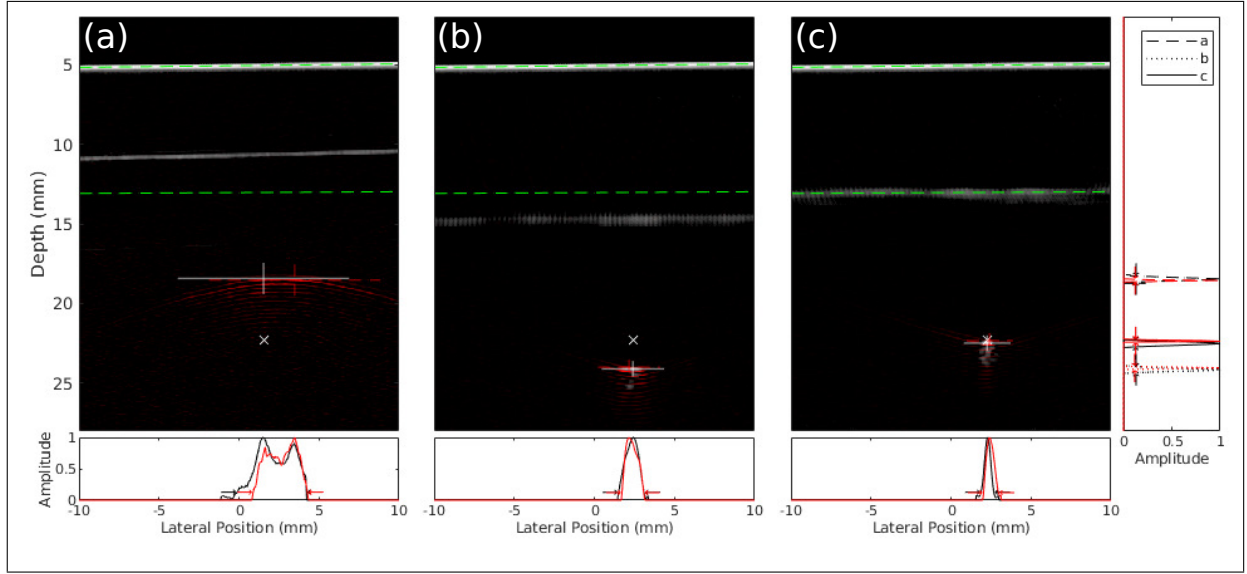 (a)
(b)
(c)
a
b
c
5
10
15
20
25
Depth (mm)
0 0.5 1
Amplitude
1
0.5
0
Amplitude
-10 -5 0 5 10
-10 -5 0 5 10
-10 -5 0 5 10
Lateral Position (mm)
Lateral Position (mm)
Lateral Position (mm)